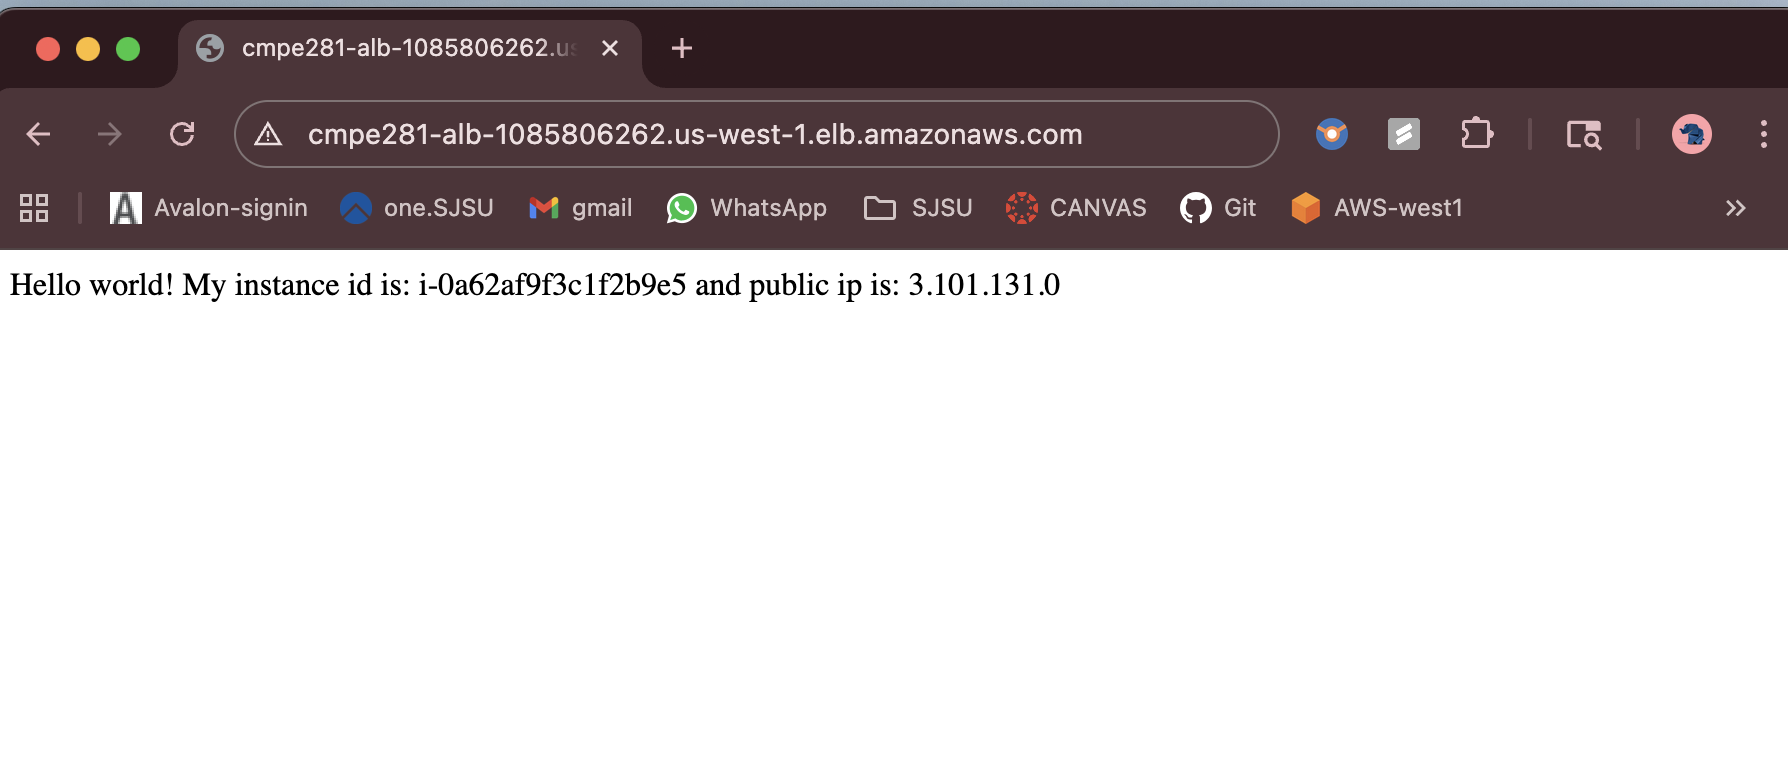 cmpe281-alb-1085806262.us
cmpe281-alb-1085806262.us-west-1.elb.amazonaws.com
Avalon-signin one.SJSU gmail WhatsApp SJSU CANVAS Git AWS-west1
Hello world! My instance id is: i-0a62af9f3c1f2b9e5 and public ip is: 3.101.131.0